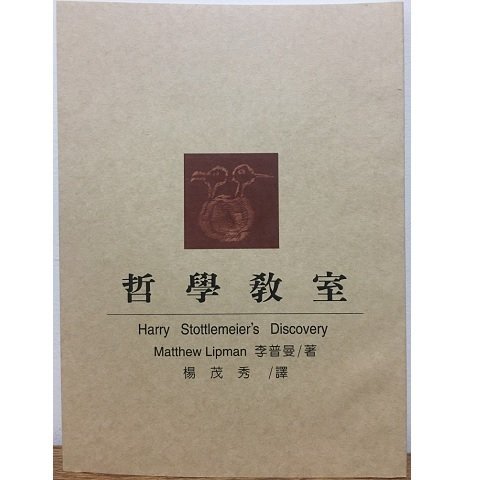 哲學教室
Harry Stottlemeier's Discovery
Matthew Lipman 李普曼/著
楊茂秀 /譯